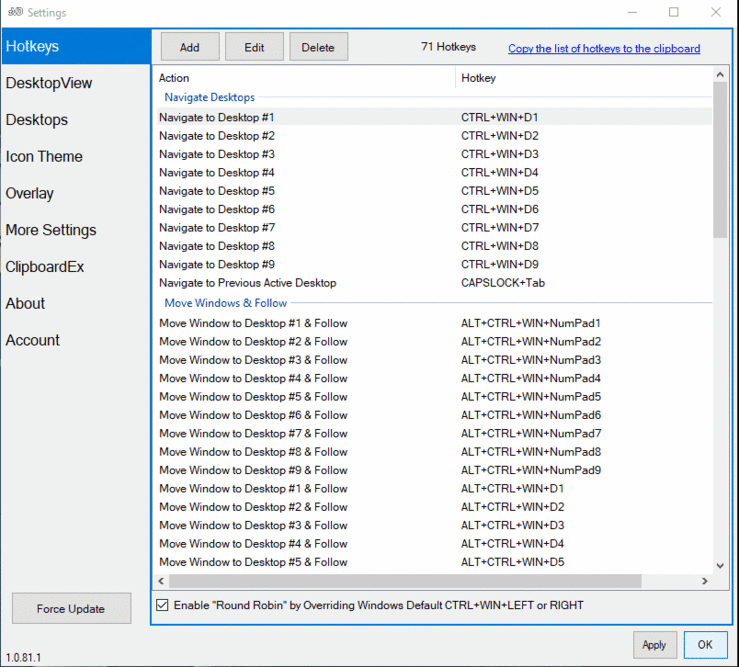 Settings
Hotkeys
DesktopView
Desktops
Icon Theme
Overlay
More Settings
ClipboardEx
About
Account
Force Update
1.0.81.1
Add Edit Delete 71 Hotkeys Copy the list of hotkeys to the clipboard
Action Hotkey
Navigate Desktops
Navigate to Desktop #1 CTRL+WIN+D1
Navigate to Desktop #2 CTRL+WIN+D2
Navigate to Desktop #3 CTRL+WIN+D3
Navigate to Desktop #4 CTRL+WIN+D4
Navigate to Desktop #5 CTRL+WIN+D5
Navigate to Desktop #6 CTRL+WIN+D6
Navigate to Desktop #7 CTRL+WIN+D7
Navigate to Desktop #8 CTRL+WIN+D8
Navigate to Desktop #9 CTRL+WIN+D9
Navigate to Previous Active Desktop CAPSLOCK+Tab
Move Windows & Follow
Move Window to Desktop #1 & Follow ALT+CTRL+WIN+NumPad1
Move Window to Desktop #2 & Follow ALT+CTRL+WIN+NumPad2
Move Window to Desktop #3 & Follow ALT+CTRL+WIN+NumPad3
Move Window to Desktop #4 & Follow ALT+CTRL+WIN+NumPad4
Move Window to Desktop #5 & Follow ALT+CTRL+WIN+NumPad5
Move Window to Desktop #6 & Follow ALT+CTRL+WIN+NumPad6
Move Window to Desktop #7 & Follow ALT+CTRL+WIN+NumPad7
Move Window to Desktop #8 & Follow ALT+CTRL+WIN+NumPad8
Move Window to Desktop #9 & Follow ALT+CTRL+WIN+NumPad9
Move Window to Desktop #1 & Follow ALT+CTRL+WIN+D1
Move Window to Desktop #2 & Follow ALT+CTRL+WIN+D2
Move Window to Desktop #3 & Follow ALT+CTRL+WIN+D3
Move Window to Desktop #4 & Follow ALT+CTRL+WIN+D4
Move Window to Desktop #5 & Follow ALT+CTRL+WIN+D5
Enable "Round Robin" by Overriding Windows Default CTRL+WIN+LEFT or RIGHT
Apply OK